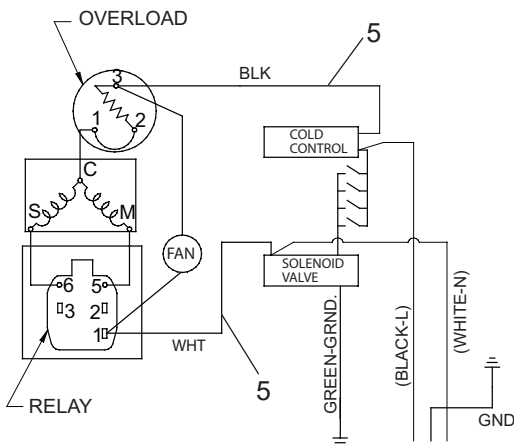 OVERLOAD
5
3
BLK
1
2
COLD
CONTROL
C
S
M
FAN
SOLENOID
VALVE
6
5
3
2
1
WHT
GREEN-GRND.
(BLACK-L)
(WHITE-N)
5
RELAY
GND